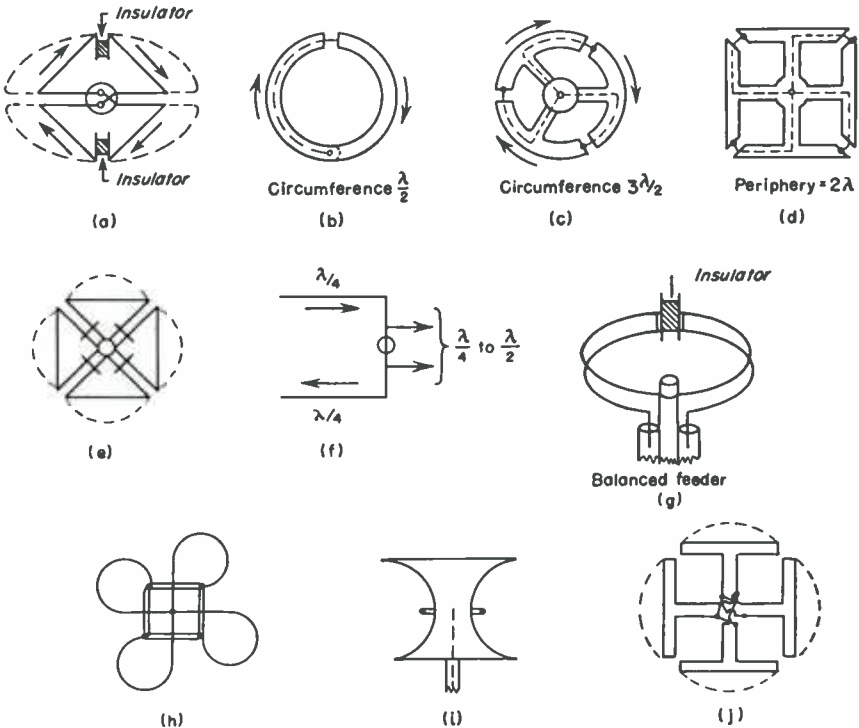 Insulator
Insulator
(a)
Circumference λ/2
(b)
Circumference 3λ/2
(c)
Periphery = 2λ
(d)
(e)
λ/4
λ/4 to λ/2
λ/4
(f)
Insulator
Balanced feeder
(g)
(h)
(i)
(j)